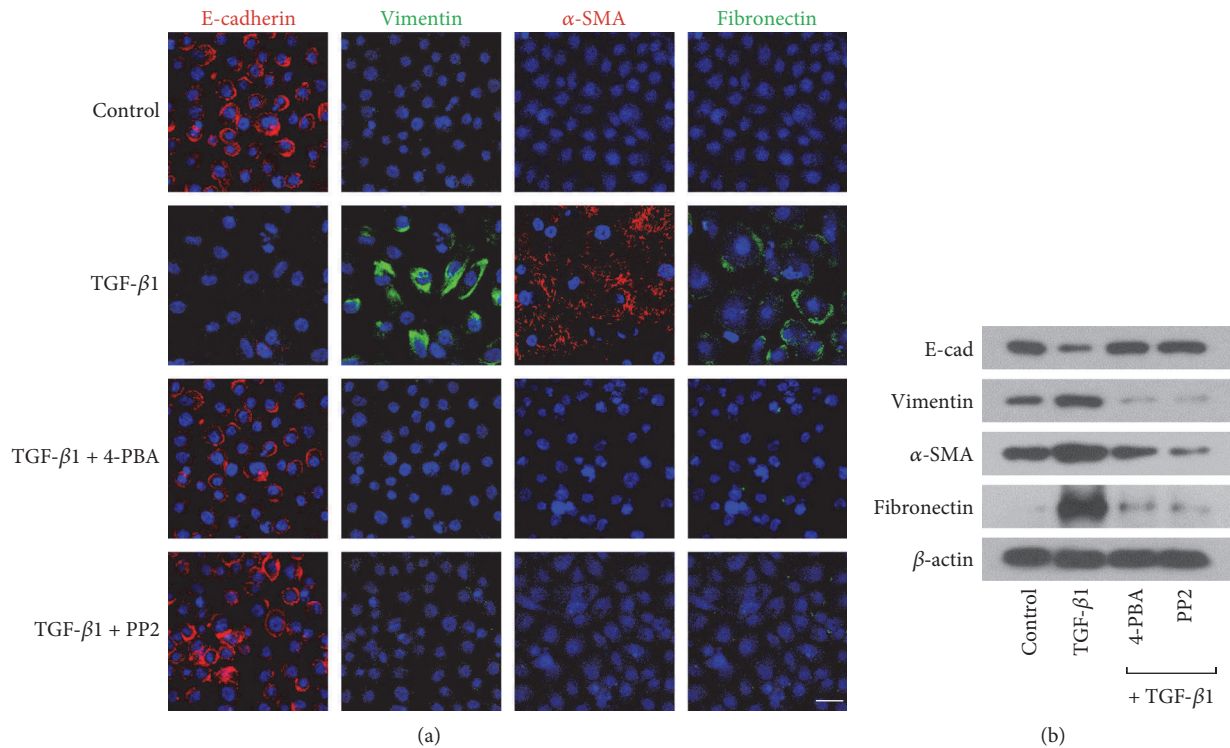 E-cadherin Vimentin α-SMA Fibronectin
Control
TGF-β1
TGF-β1 + 4-PBA
TGF-β1 + PP2
(a)
E-cad
Vimentin
α-SMA
Fibronectin
β-actin
Control TGF-β1 4-PBA PP2
+ TGF-β1
(b)